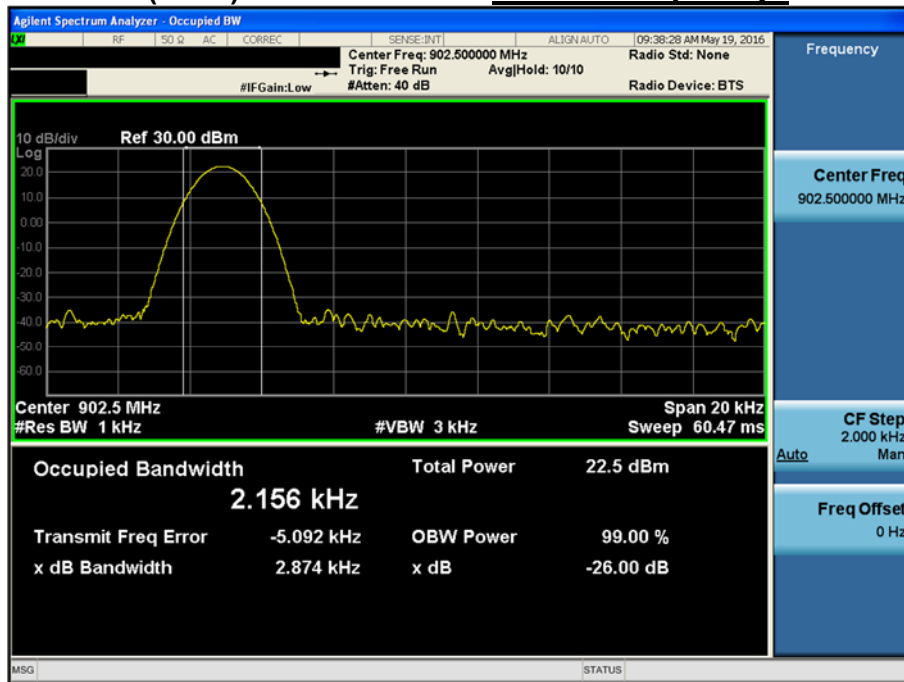 Agilent Spectrum Analyzer - Occupied BW
LXI RF 50 Ω AC CORREC SENSE:INT ALIGN AUTO 09:38:28 AM May 19, 2016
Center Freq: 902.500000 MHz Radio Std: None
Trig: Free Run Avg|Hold: 10/10
#IFGain:Low #Atten: 40 dB Radio Device: BTS
Frequency
10 dB/div Ref 30.00 dBm
Log
20.0
10.0
0.00
-10.0
-20.0
-30.0
-40.0
-50.0
-60.0
Center 902.5 MHz Span 20 kHz
#Res BW 1 kHz #VBW 3 kHz Sweep 60.47 ms
Center Freq
902.500000 MHz
CF Step
2.000 kHz
Auto Man
Freq Offset
0 Hz
Occupied Bandwidth Total Power 22.5 dBm
2.156 kHz
Transmit Freq Error -5.092 kHz OBW Power 99.00 %
x dB Bandwidth 2.874 kHz x dB -26.00 dB
MSG STATUS